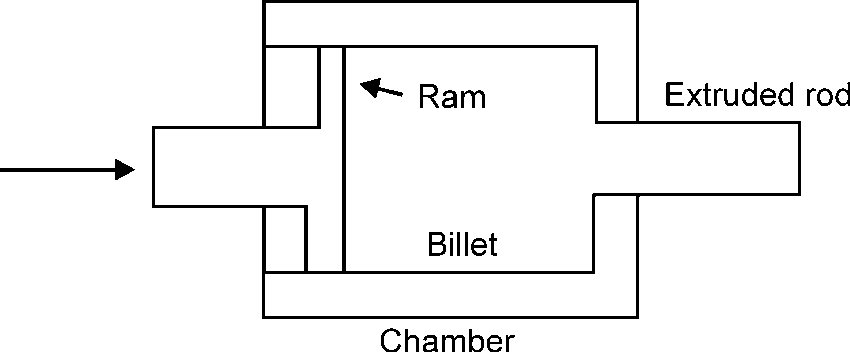 Ram
Extruded rod
Billet
Chamber